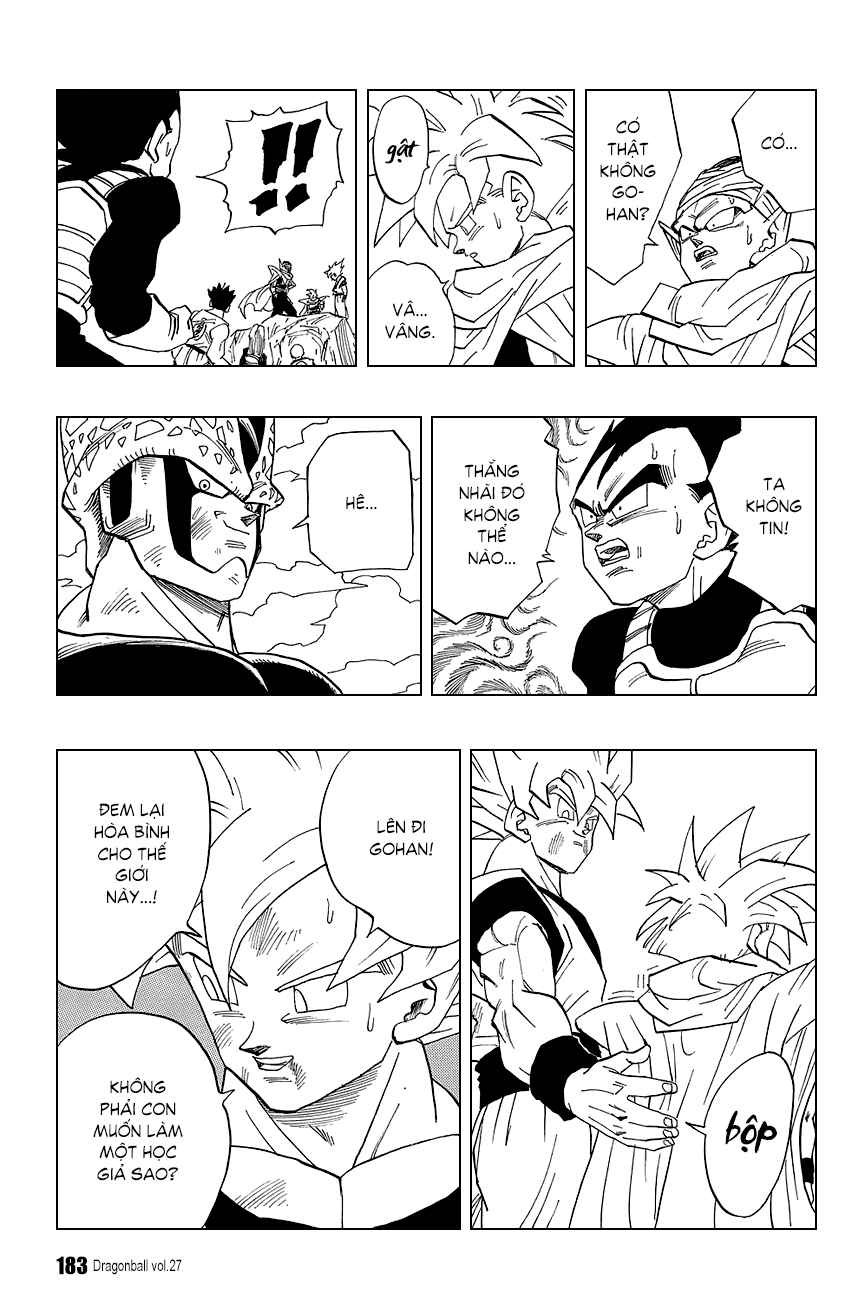 CÓ...
CÓ
THẬT
KHÔNG
GO-
HAN?
gật
VÂ...
VÂNG.
!!
TA
KHÔNG
TIN!
THẰNG
NHÃI ĐÓ
KHÔNG
THỂ
NÀO...
HÊ...
bộp
LÊN ĐI
GOHAN!
ĐEM LẠI
HÒA BÌNH
CHO THẾ
GIỚI
NÀY...!
KHÔNG
PHẢI CON
MUỐN LÀM
MỘT HỌC
GIẢ SAO?
183 Dragonball vol.27